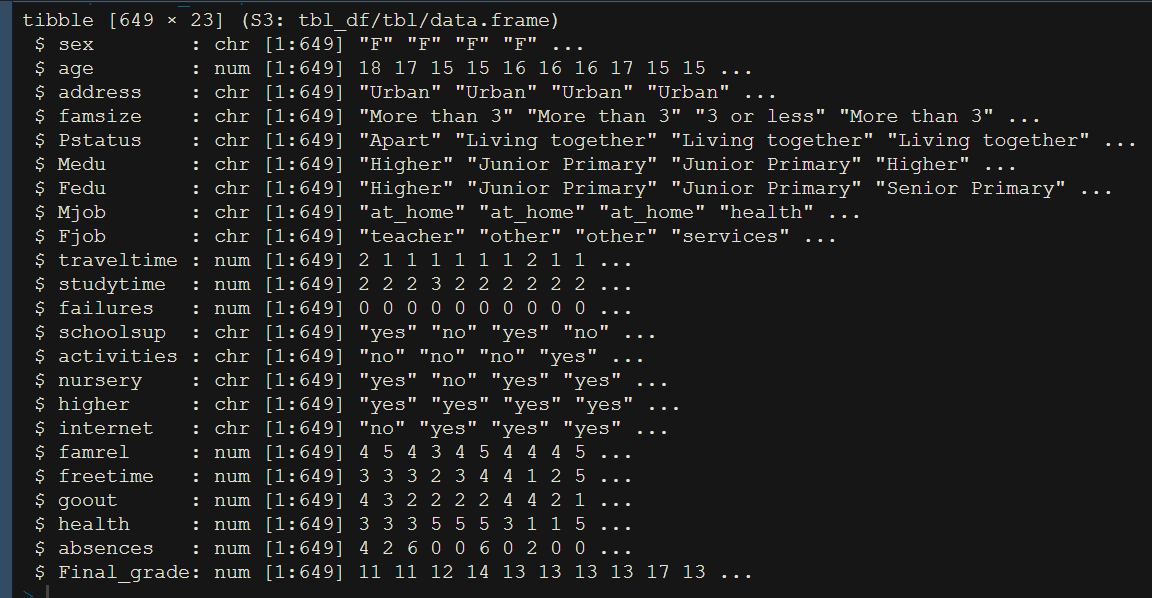 tibble [649 × 23] (S3: tbl_df/tbl/data.frame)
$ sex        : chr [1:649] "F" "F" "F" "F" ...
$ age        : num [1:649] 18 17 15 15 16 16 16 17 15 15 ...
$ address    : chr [1:649] "Urban" "Urban" "Urban" "Urban" ...
$ famsize    : chr [1:649] "More than 3" "More than 3" "3 or less" "More than 3" ...
$ Pstatus    : chr [1:649] "Apart" "Living together" "Living together" "Living together" ...
$ Medu       : chr [1:649] "Higher" "Junior Primary" "Junior Primary" "Higher" ...
$ Fedu       : chr [1:649] "Higher" "Junior Primary" "Junior Primary" "Senior Primary" ...
$ Mjob       : chr [1:649] "at_home" "at_home" "at_home" "health" ...
$ Fjob       : chr [1:649] "teacher" "other" "other" "services" ...
$ traveltime : num [1:649] 2 1 1 1 1 1 1 2 1 1 ...
$ studytime  : num [1:649] 2 2 2 3 2 2 2 2 2 2 ...
$ failures   : num [1:649] 0 0 0 0 0 0 0 0 0 0 ...
$ schoolsup  : chr [1:649] "yes" "no" "yes" "no" ...
$ activities : chr [1:649] "no" "no" "no" "yes" ...
$ nursery    : chr [1:649] "yes" "no" "yes" "yes" ...
$ higher     : chr [1:649] "yes" "yes" "yes" "yes" ...
$ internet   : chr [1:649] "no" "yes" "yes" "yes" ...
$ famrel     : num [1:649] 4 5 4 3 4 5 4 4 4 5 ...
$ freetime   : num [1:649] 3 3 3 2 3 4 4 1 2 5 ...
$ goout      : num [1:649] 4 3 2 2 2 2 4 4 2 1 ...
$ health     : num [1:649] 3 3 3 5 5 5 3 1 1 5 ...
$ absences   : num [1:649] 4 2 6 0 0 6 0 2 0 0 ...
$ Final_grade: num [1:649] 11 11 12 14 13 13 13 13 17 13 ...
>